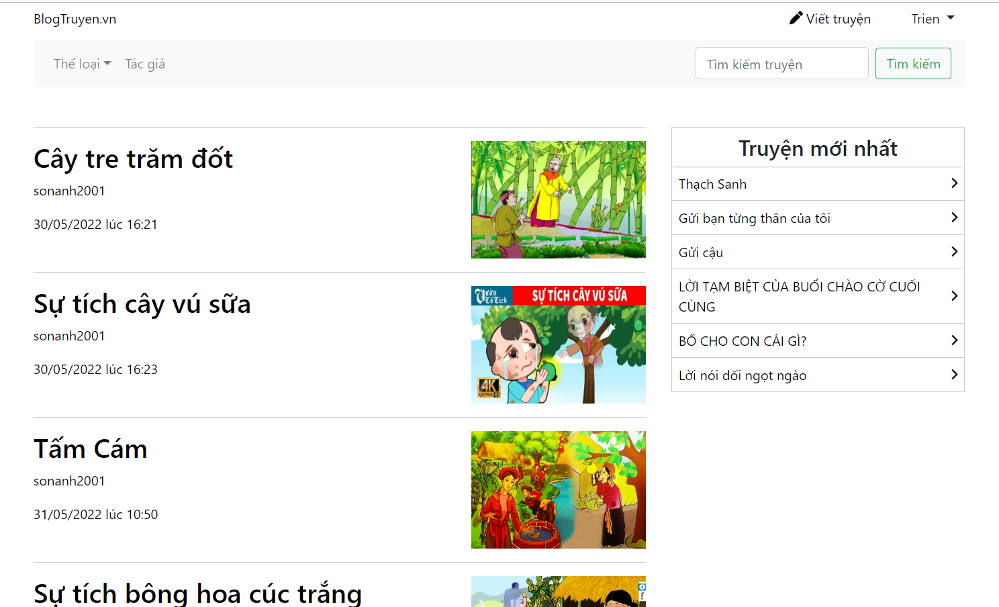 BlogTruyen.vn
Viết truyện
Trien
Thể loại
Tác giả
Tìm kiếm truyện
Tìm kiếm
Cây tre trăm đốt
sonanh2001
30/05/2022 lúc 16:21
Sự tích cây vú sữa
sonanh2001
30/05/2022 lúc 16:23
Vườn
Cổ Tích
SỰ TÍCH CÂY VÚ SỮA
4K
ULTRA HD
Tấm Cám
sonanh2001
31/05/2022 lúc 10:50
Sự tích bông hoa cúc trắng
Truyện mới nhất
Thạch Sanh
Gửi bạn từng thân của tôi
Gửi cậu
LỜI TẠM BIỆT CỦA BUỔI CHÀO CỜ CUỐI
CÙNG
BỐ CHO CON CÁI GÌ?
Lời nói dối ngọt ngào